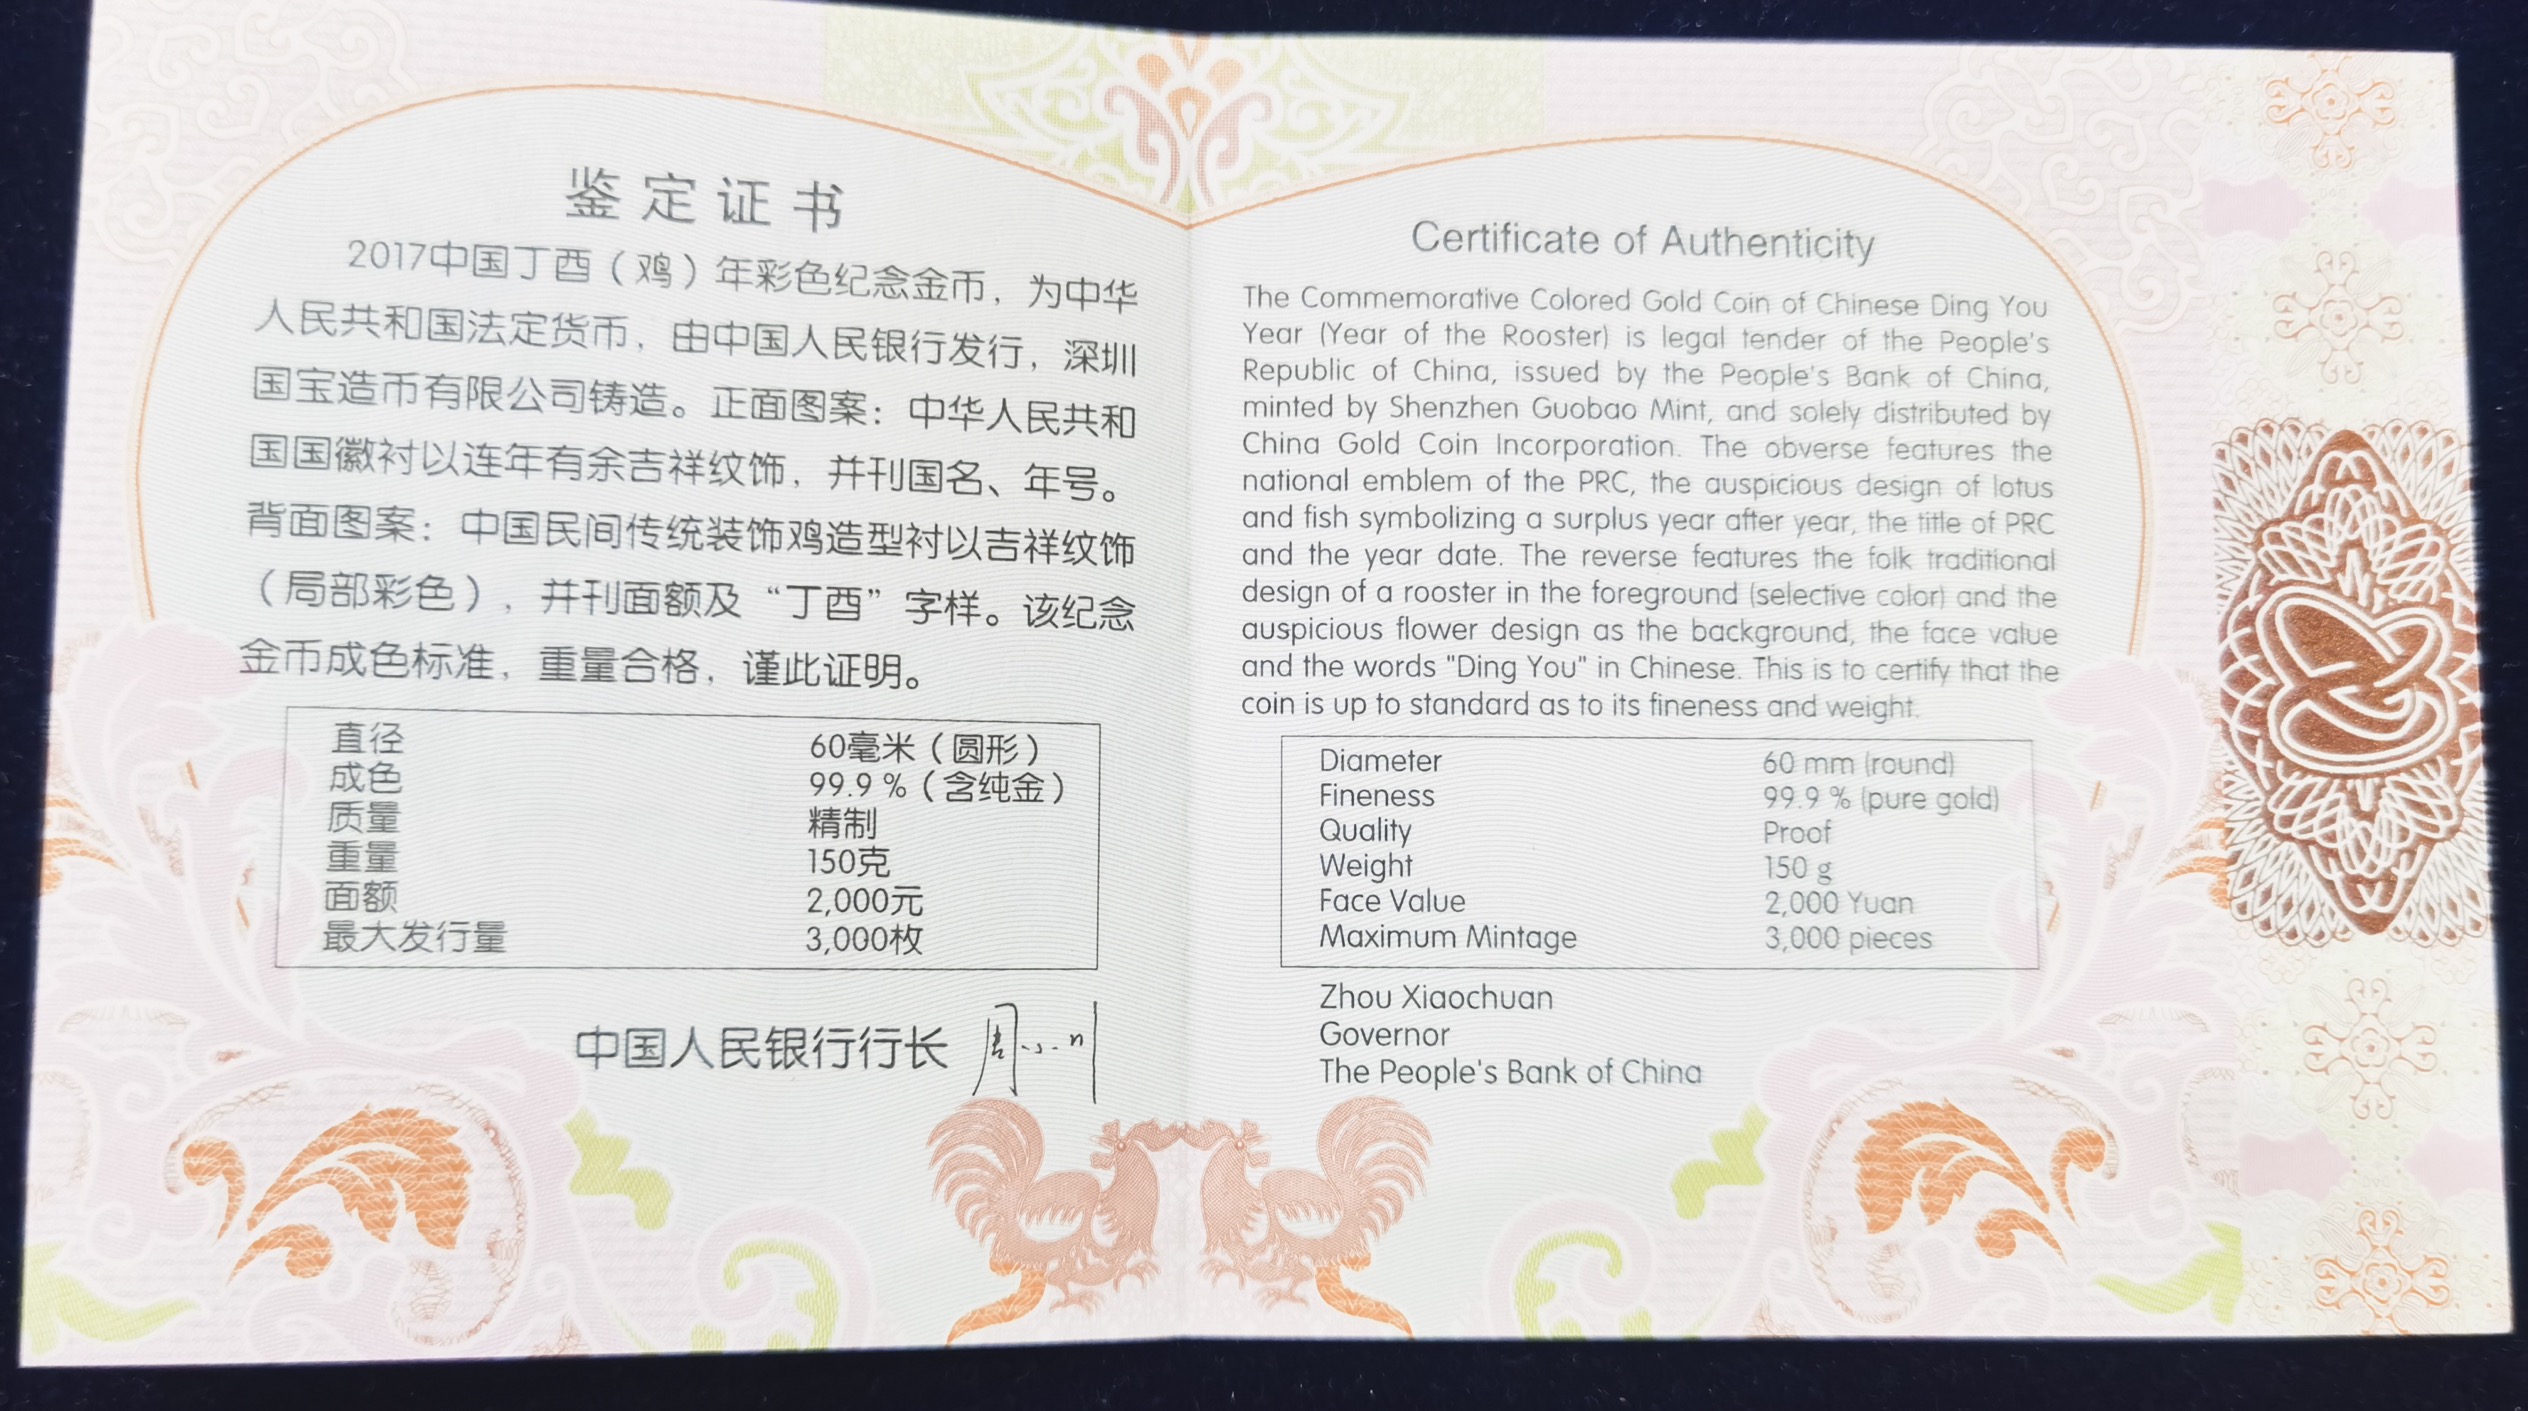 鉴定证书
2017中国丁酉（鸡）年彩色纪念金币，为中华
人民共和国法定货币，由中国人民银行发行，深圳
国宝造币有限公司铸造。正面图案：中华人民共和
国国徽衬以连年有余吉祥纹饰，并刊国名、年号。
背面图案：中国民间传统装饰鸡造型衬以吉祥纹饰
（局部彩色），并刊面额及“丁酉”字样。该纪念
金币成色标准，重量合格，谨此证明。
直径 60毫米（圆形）
成色 99.9％（含纯金）
质量 精制
重量 150克
面额 2,000元
最大发行量 3,000枚
中国人民银行行长 周小川
Certificate of Authenticity
The Commemorative Colored Gold Coin of Chinese Ding You
Year (Year of the Rooster) is legal tender of the People's
Republic of China, issued by the People's Bank of China,
minted by Shenzhen Guobao Mint, and solely distributed by
China Gold Coin Incorporation. The obverse features the
national emblem of the PRC, the auspicious design of lotus
and fish symbolizing a surplus year after year, the title of PRC
and the year date. The reverse features the folk traditional
design of a rooster in the foreground (selective color) and the
auspicious flower design as the background, the face value
and the words "Ding You" in Chinese. This is to certify that the
coin is up to standard as to its fineness and weight.
Diameter 60 mm (round)
Fineness 99.9 % (pure gold)
Quality Proof
Weight 150 g
Face Value 2,000 Yuan
Maximum Mintage 3,000 pieces
Zhou Xiaochuan
Governor
The People's Bank of China